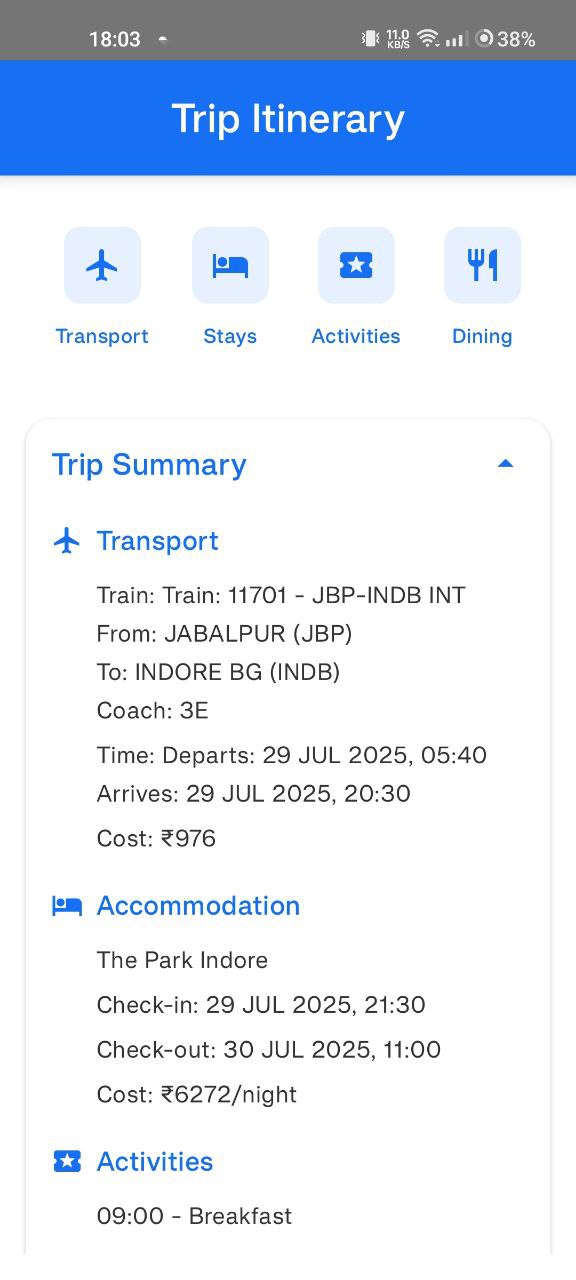 18:03
11.0
KB/S
38%
Trip Itinerary
Transport
Stays
Activities
Dining
Trip Summary
Transport
Train: Train: 11701 - JBP-INDB INT
From: JABALPUR (JBP)
To: INDORE BG (INDB)
Coach: 3E
Time: Departs: 29 JUL 2025, 05:40
Arrives: 29 JUL 2025, 20:30
Cost: ₹976
Accommodation
The Park Indore
Check-in: 29 JUL 2025, 21:30
Check-out: 30 JUL 2025, 11:00
Cost: ₹6272/night
Activities
09:00 - Breakfast